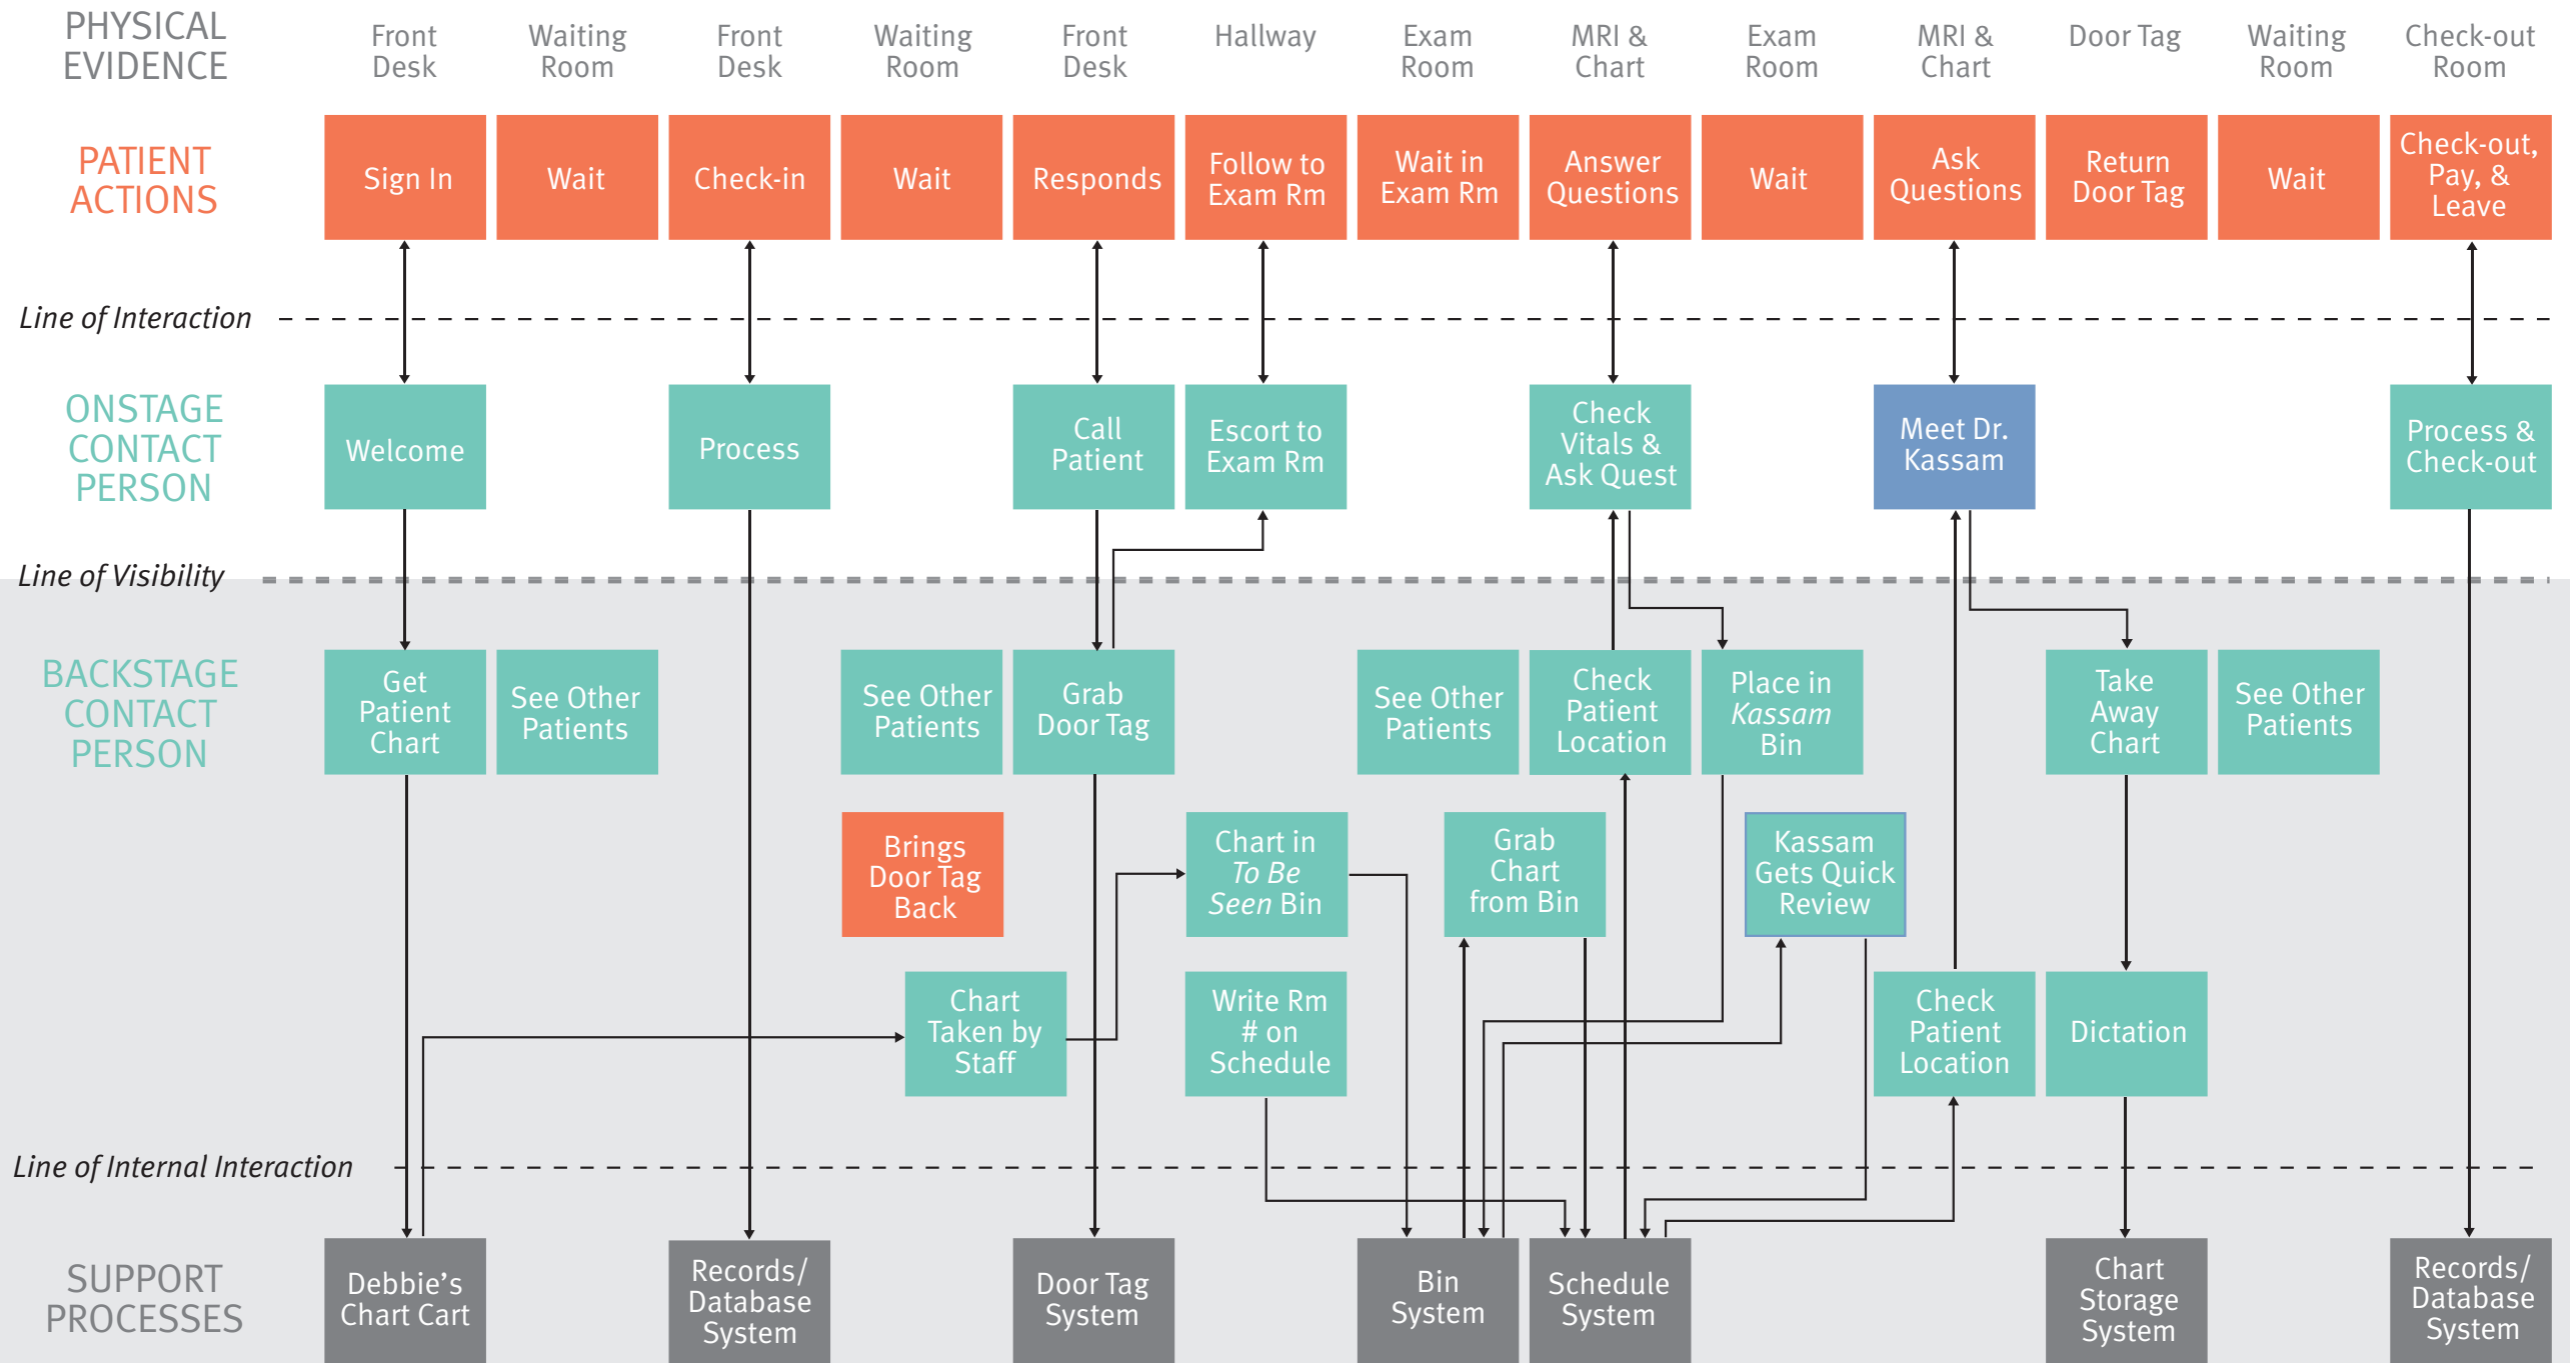 PHYSICAL
EVIDENCE
Front
Desk
Waiting
Room
Front
Desk
Waiting
Room
Front
Desk
Hallway
Exam
Room
MRI &
Chart
Exam
Room
MRI &
Chart
Door Tag
Waiting
Room
Check-out
Room
PATIENT
ACTIONS
Sign In
Wait
Check-in
Wait
Responds
Follow to
Exam Rm
Wait in
Exam Rm
Answer
Questions
Wait
Ask
Questions
Return
Door Tag
Wait
Check-out,
Pay, &
Leave
Line of Interaction
ONSTAGE
CONTACT
PERSON
Welcome
Process
Call
Patient
Escort to
Exam Rm
Check
Vitals &
Ask Quest
Meet Dr.
Kassam
Process &
Check-out
Line of Visibility
BACKSTAGE
CONTACT
PERSON
Get
Patient
Chart
See Other
Patients
See Other
Patients
Grab
Door Tag
See Other
Patients
Check
Patient
Location
Place in
Kassam
Bin
Take
Away
Chart
See Other
Patients
Brings
Door Tag
Back
Chart in
To Be
Seen Bin
Grab
Chart
from Bin
Kassam
Gets Quick
Review
Chart
Taken by
Staff
Write Rm
# on
Schedule
Check
Patient
Location
Dictation
Line of Internal Interaction
SUPPORT
PROCESSES
Debbie's
Chart Cart
Records/
Database
System
Door Tag
System
Bin
System
Schedule
System
Chart
Storage
System
Records/
Database
System